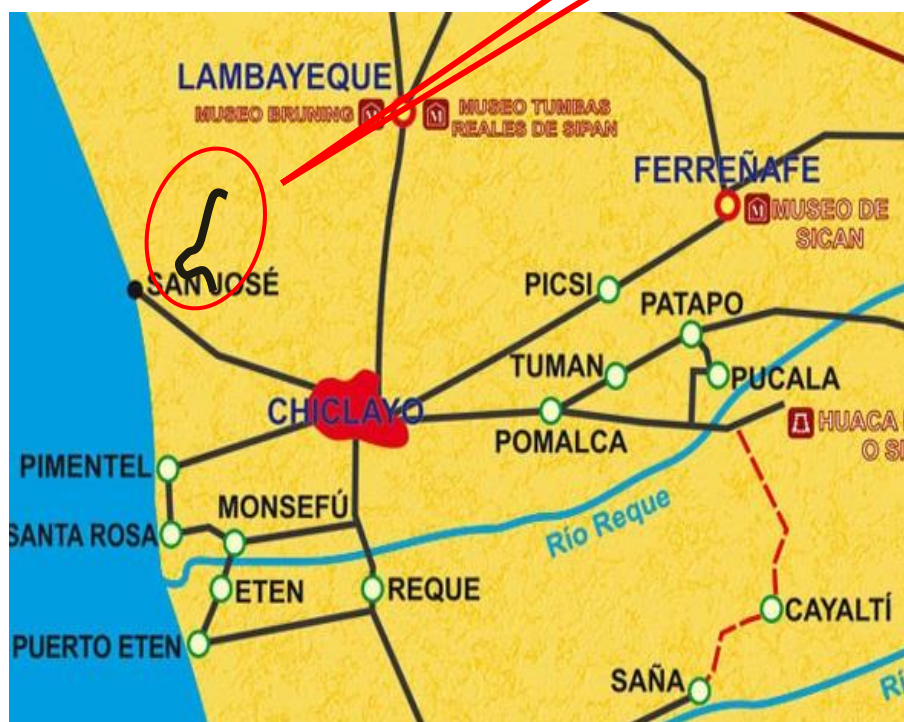 LAMBAYEQUE
MUSEO BRUNING
MUSEO TUMBAS
REALES DE SIPAN
FERREÑAFE
MUSEO DE
SICAN
SAN JOSÉ
PICSI
PATAPO
TUMAN
PUCALA
CHICLAYO
POMALCA
HUACA
O
PIMENTEL
MONSEFÚ
SANTA ROSA
Río Reque
ETEN
REQUE
CAYALTÍ
PUERTO ETEN
SAÑA